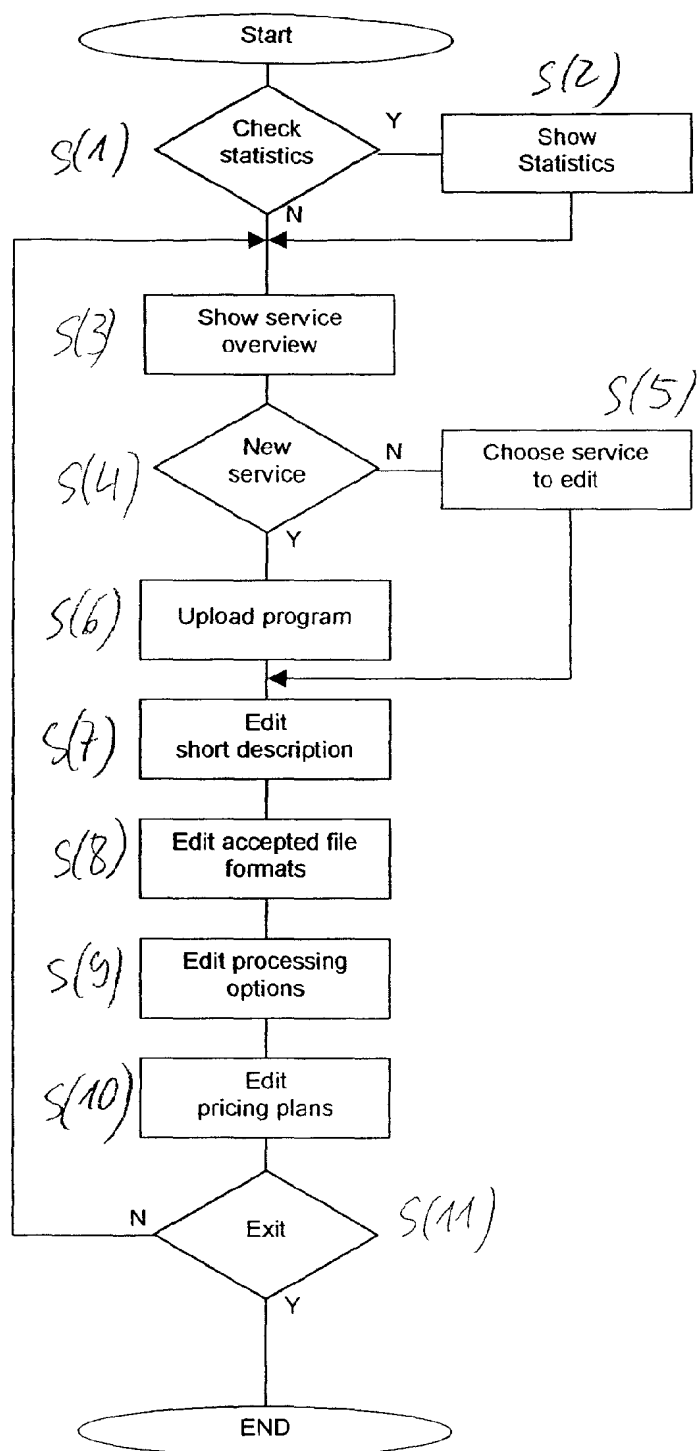 Start
S(2)
S(1)
Check
statistics
Y
Show
Statistics
N
S(3)
Show service
overview
S(5)
S(4)
New
service
N
Choose service
to edit
Y
S(6)
Upload program
S(7)
Edit
short description
S(8)
Edit accepted file
formats
S(9)
Edit processing
options
S(10)
Edit
pricing plans
N
Exit
S(11)
Y
END